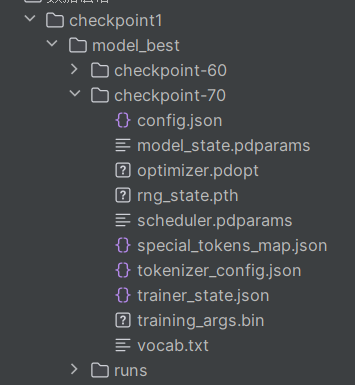 checkpoint1
model_best
checkpoint-60
checkpoint-70
config.json
model_state.pdparams
optimizer.pdopt
rng_state.pth
scheduler.pdparams
special_tokens_map.json
tokenizer_config.json
trainer_state.json
training_args.bin
vocab.txt
runs